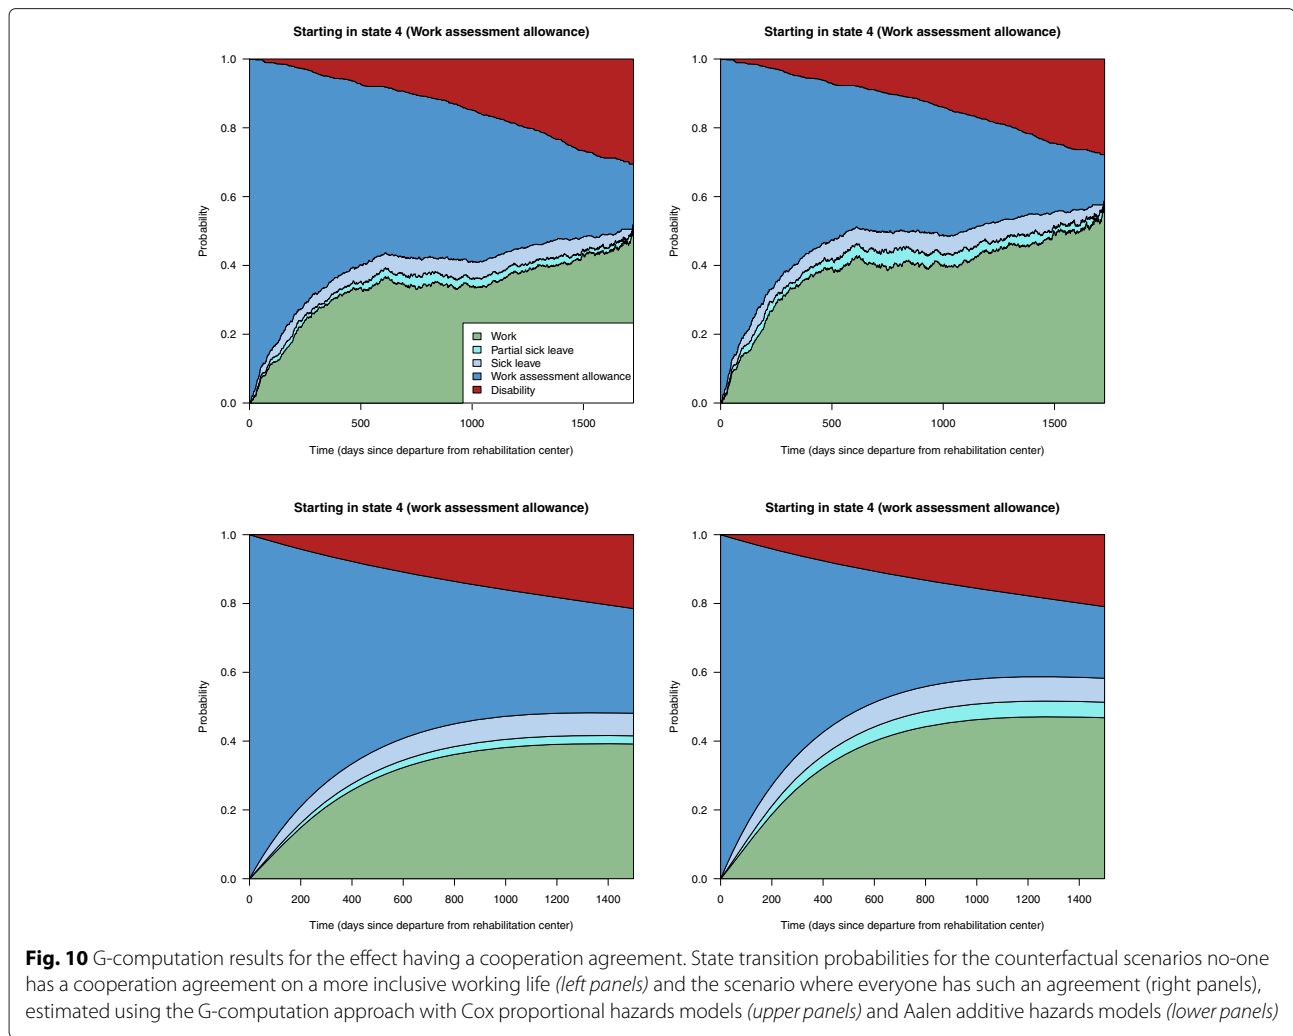 Starting in state 4 (Work assessment allowance)
Probability
1.0
0.8
0.6
0.4
0.2
0.0
Work
Partial sick leave
Sick leave
Work assessment allowance
Disability
0 500 1000 1500
Time (days since departure from rehabilitation center)
Starting in state 4 (Work assessment allowance)
Probability
1.0
0.8
0.6
0.4
0.2
0.0
0 500 1000 1500
Time (days since departure from rehabilitation center)
Starting in state 4 (work assessment allowance)
Probability
1.0
0.8
0.6
0.4
0.2
0.0
0 200 400 600 800 1000 1200 1400
Time (days since departure from rehabilitation center)
Starting in state 4 (work assessment allowance)
Probability
1.0
0.8
0.6
0.4
0.2
0.0
0 200 400 600 800 1000 1200 1400
Time (days since departure from rehabilitation center)
Fig. 10 G-computation results for the effect having a cooperation agreement. State transition probabilities for the counterfactual scenarios no-one
has a cooperation agreement on a more inclusive working life (left panels) and the scenario where everyone has such an agreement (right panels),
estimated using the G-computation approach with Cox proportional hazards models (upper panels) and Aalen additive hazards models (lower panels)